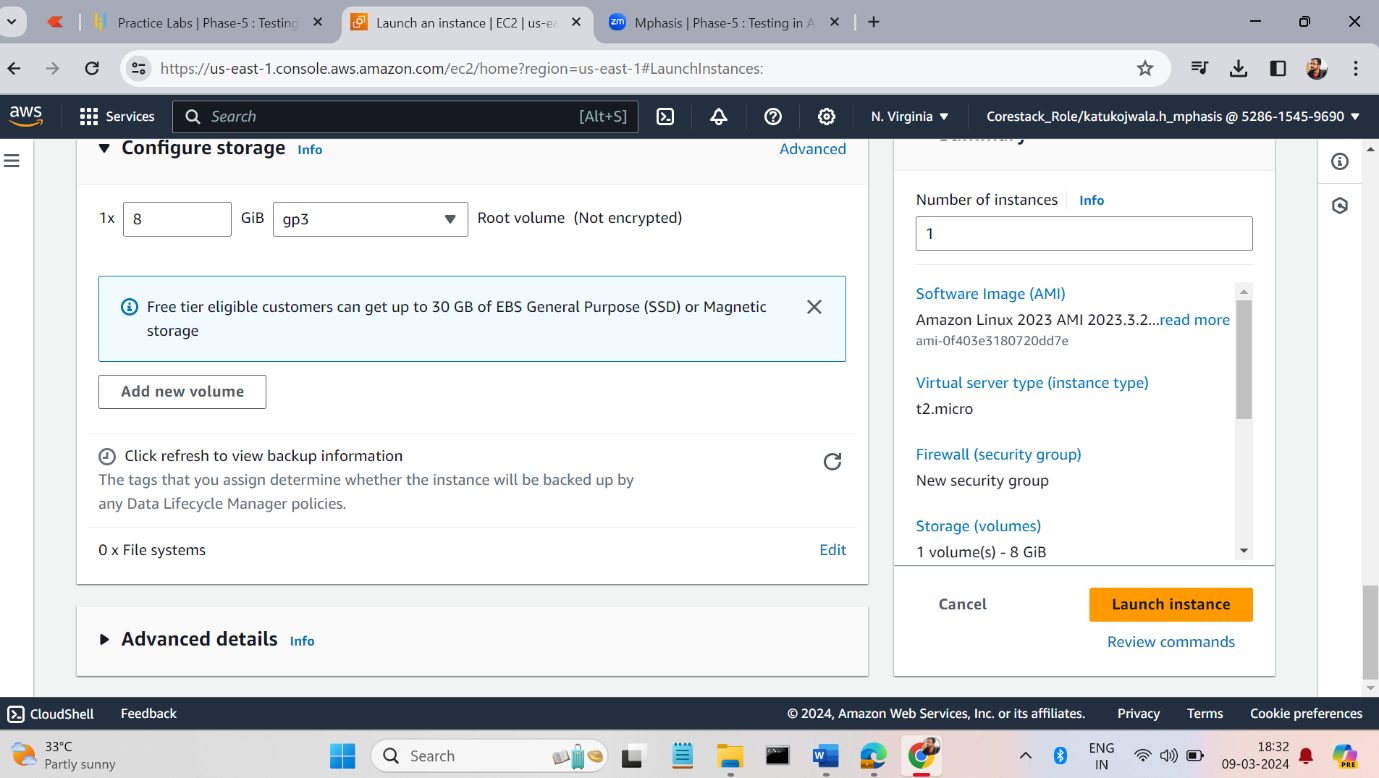 Practice Labs | Phase-5 : Testing
Launch an instance | EC2 | us-ea
zm
Mphasis | Phase-5 : Testing in A
https://us-east-1.console.aws.amazon.com/ec2/home?region=us-east-1#LaunchInstances:
aws
Services
Search
[Alt+S]
N. Virginia
Corestack_Role/katukojwala.h_mphasis @ 5286-1545-9690
Configure storage
Info
Advanced
1x
8
GiB
gp3
Root volume (Not encrypted)
Free tier eligible customers can get up to 30 GB of EBS General Purpose (SSD) or Magnetic
storage
Add new volume
Click refresh to view backup information
The tags that you assign determine whether the instance will be backed up by
any Data Lifecycle Manager policies.
0 x File systems
Edit
Advanced details
Info
Summary
Number of instances
Info
1
Software Image (AMI)
Amazon Linux 2023 AMI 2023.3.2...read more
ami-0f403e3180720dd7e
Virtual server type (instance type)
t2.micro
Firewall (security group)
New security group
Storage (volumes)
1 volume(s) - 8 GiB
Cancel
Launch instance
Review commands
CloudShell
Feedback
© 2024, Amazon Web Services, Inc. or its affiliates.
Privacy
Terms
Cookie preferences
33°C
Partly sunny
Search
ENG
IN
18:32
09-03-2024
PRE